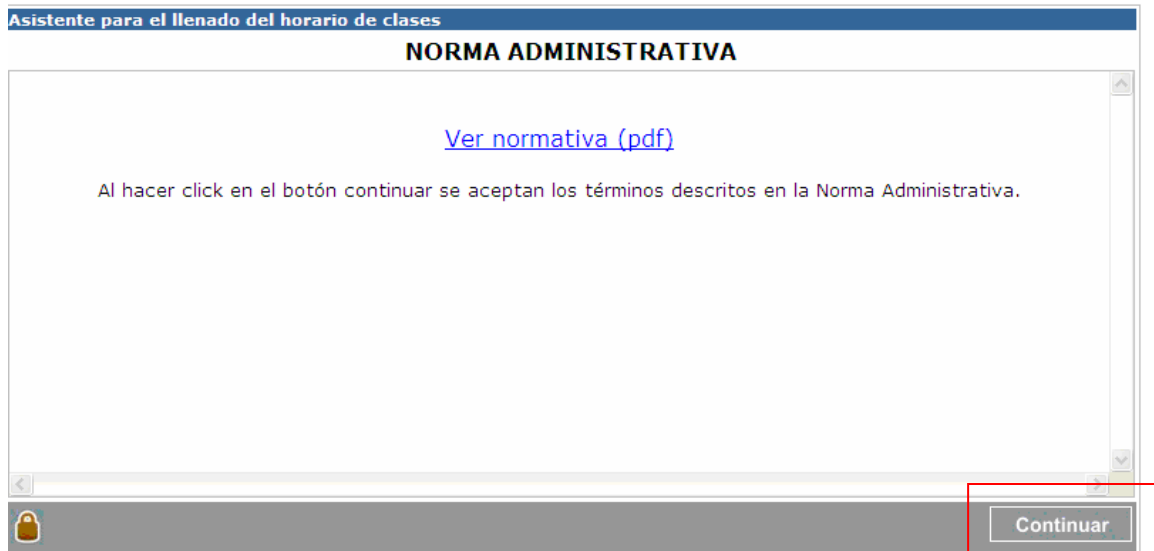 Asistente para el llenado del horario de clases
NORMA ADMINISTRATIVA
Ver normativa (pdf)
Al hacer click en el botón continuar se aceptan los términos descritos en la Norma Administrativa.
Continuar